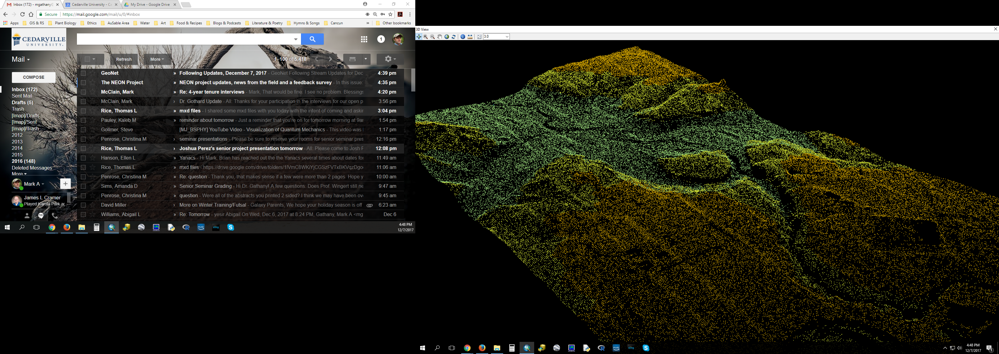 Inbox (172) - mgathany@
Cedarville University - Ca
My Drive - Google Drive
Secure
https://mail.google.com/mail/u/0/#inbox
Apps
GIS & RS
Plant Biology
Ethics
AuSable Area
Water
Art
Food & Recipes
Blogs & Podcasts
Literature & Poetry
Hymns & Songs
Cancun
»
Other bookmarks
CEDARVILLE
UNIVERSITY.
1
Mail
Refresh
More
1–100 of 5,418
COMPOSE
Inbox (172)
Sent Mail
Drafts (5)
Trash
[Imap]/Drafts
[Imap]/Sent
[Imap]/Trash
2012
2013
2014
2015
2016 (148)
Deleted Messages
More
Mark A
James L Cramer
Played Karohl Park ag
GeoNet » Following Updates, December 7, 2017 - GeoNet Following Stream Updates for Dec 4:39 pm
The NEON Project » NEON project updates, news from the field and a feedback survey - In this issue: 4:35 pm
McClain, Mark » Re: 4-year tenure interviews - Mark, That would be fine. I see no problem. Blessings 4:20 pm
McClain, Mark › Dr. Gothard Update - All: Thanks for your participation in the interviews for our open p 3:56 pm
Rice, Thomas L » mxd files - I shared some mxd files with you today with the intent of coming and askin 3:04 pm
Pauley, Kaleb M » reminder about tomorrow - Just a reminder that you're on for tomorrow morning at 9ar 1:54 pm
Gollmer, Steve [MJ_BSPHY] YouTube Video - Visualization of Quantum Mechanics - This video was 1:17 pm
Penrose, Christina M › seminar presentations - Please be sure to reserve your rooms for senior seminar pres 12:16 pm
Rice, Thomas L › Joshua Perez's senior project presentation tomorrow - All: Please come to Josh P 12:08 pm
Hanson, Ellen L » Yanacs - Hi Mark, Brian has reached out the the Yanacs several times about dates for 11:49 am
Rice, Thomas L » mxd files - https://drive.google.com/drive/folders/1IVmC8WKiYjCGSzFVTxBKVqzDgo 11:06 am
Penrose, Christina M » Re: question - Thank you, that makes sense if a few were more than 2 pages. Hope y 10:00 am
Sims, Amanda D » Senior Seminar Grading - Hi Dr. Gathany! A few questions: Does Prof. Wingert still ne 9:47 am
Penrose, Christina M » question - Were all of the abstracts you printed 2 sided? I think we may have been ov 9:45 am
David Miller › More on Winter Training/Futsal - Galaxy Parents, We hope your holiday season is off 6:23 am
Williams, Abigail L » Re: Tomorrow - yesir Abigail On Wed, Dec 6, 2017 at 8:24 PM, Gathany, Mark A <mg Dec 6
music
sling
4:48 PM
12/7/2017
3D View
3.0
music
sling
4:48 PM
12/7/2017
1